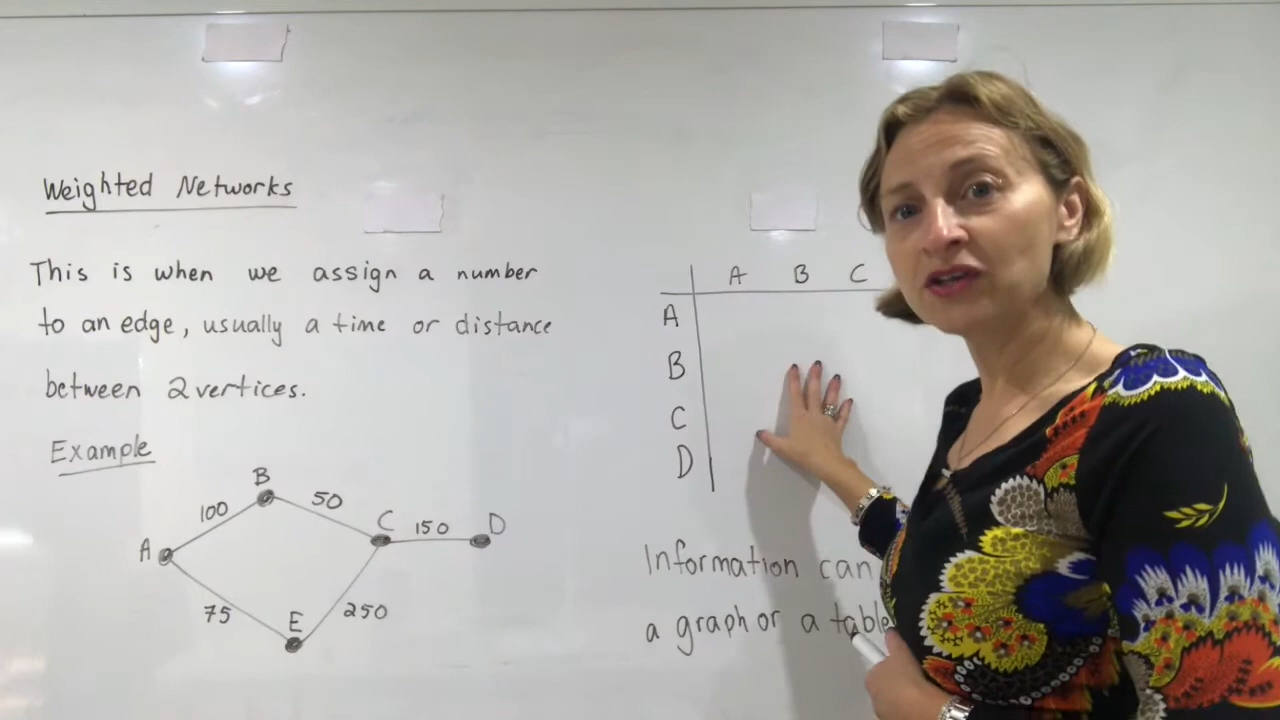 Weighted Networks
This is when we assign a number
to an edge, usually a time or distance
between 2 vertices.
Example
B
100
50
C
150
D
A
75
E
250
A B C
A
B
C
D
Information can
a graph or a table